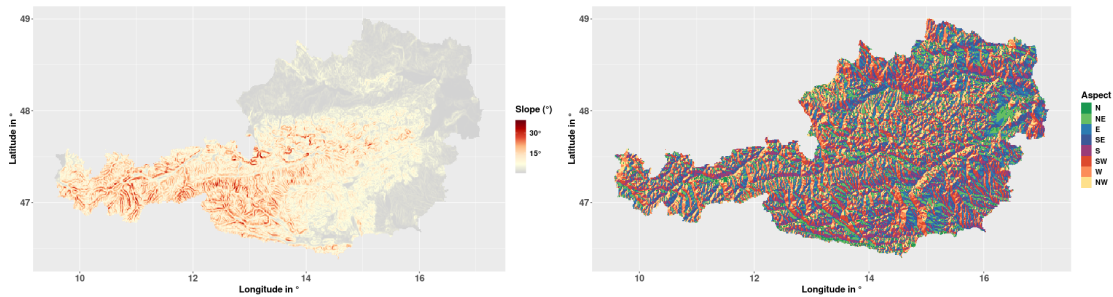 49
48
47
Latitude in °
10
12
14
16
Longitude in °
Slope (°)
30°
15°
49
48
47
Latitude in °
10
12
14
16
Longitude in °
Aspect
N
NE
E
SE
S
SW
W
NW